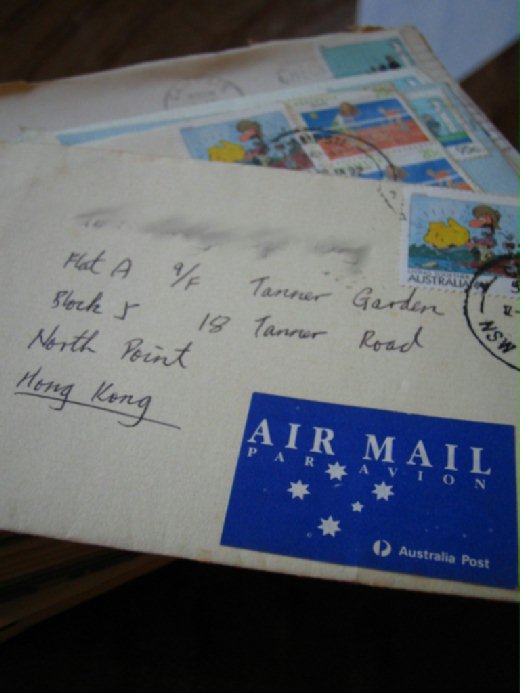 AUSTRALIA
NSW
Flat A 9/F Tanner Garden
Block 5 18 Tanner Road
North Point
Hong Kong
AIR MAIL
PAR AVION
Australia Post